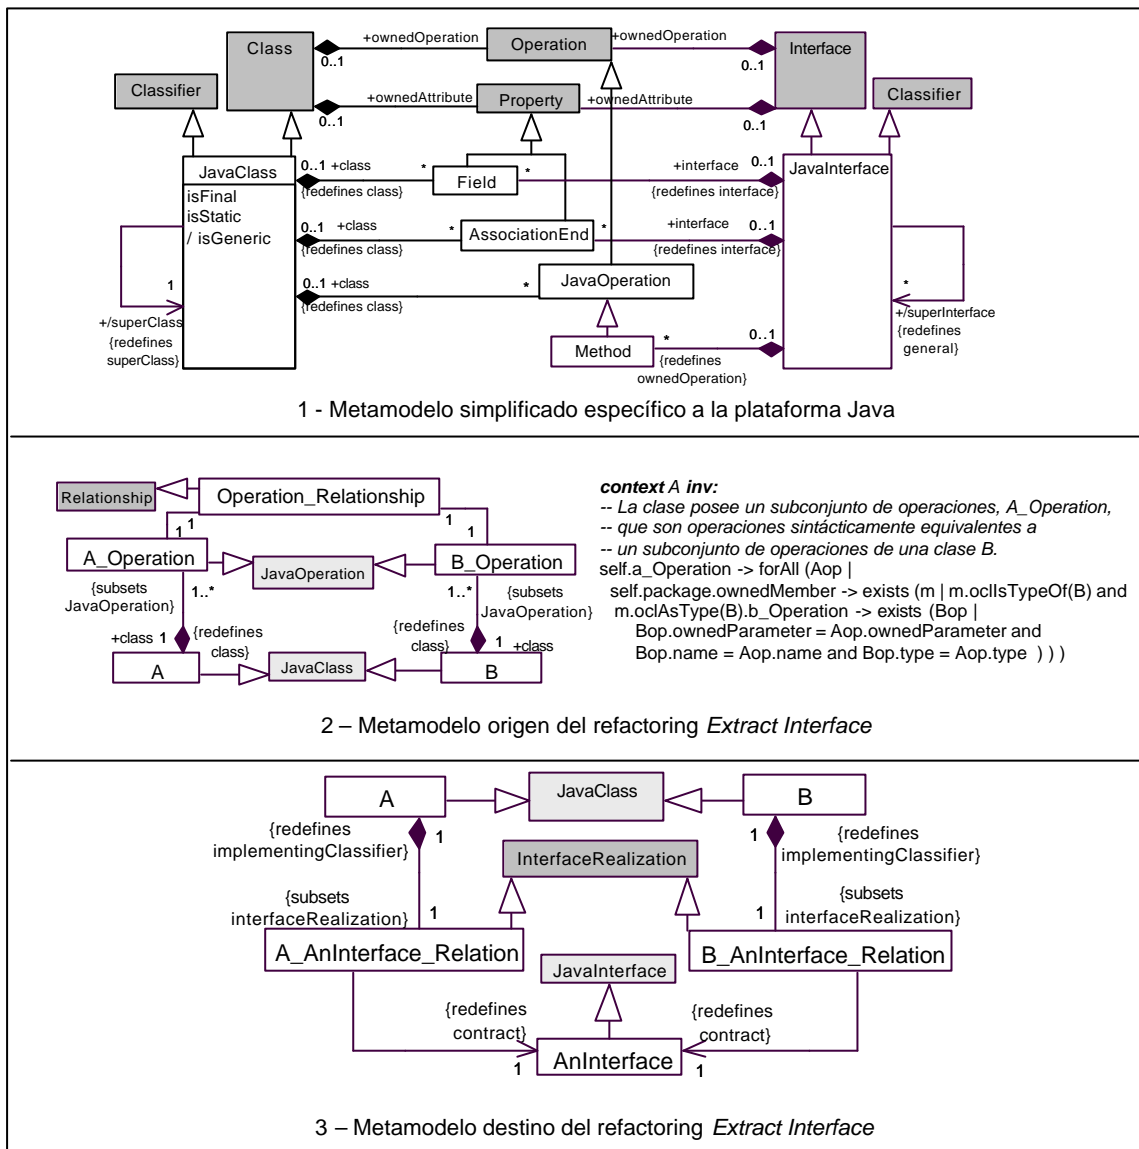 Class
+ownedOperation
Operation
+ownedOperation
Interface
0..1
0..1
Classifier
Property
Classifier
+ownedAttribute
+ownedAttribute
0..1
0..1
JavaClass
0..1 +class
*
Field
*
+interface
0..1
JavaInterface
{redefines class}
{redefines interface}
isFinal
isStatic
/ isGeneric
0..1
+class
*
AssociationEnd
*
+interface
0..1
{redefines class}
{redefines interface}
0..1 +class
*
JavaOperation
{redefines class}
1
*
+/superClass
{redefines
superClass}
+/superInterface
{redefines
general}
Method
*
0..1
{redefines
ownedOperation}
1 - Metamodelo simplificado específico a la plataforma Java
Relationship
Operation_Relationship
1
1
1
1
A_Operation
JavaOperation
B_Operation
{subsets
JavaOperation}
1..*
1..*
{subsets
JavaOperation}
+class 1
{redefines
class}
{redefines
class}
1 +class
A
JavaClass
B
context A inv:
-- La clase posee un subconjunto de operaciones, A_Operation,
-- que son operaciones sintácticamente equivalentes a
-- un subconjunto de operaciones de una clase B.
self.a_Operation -> forAll (Aop |
self.package.ownedMember -> exists (m | m.oclIsTypeOf(B) and
m.oclAsType(B).b_Operation -> exists (Bop |
Bop.ownedParameter = Aop.ownedParameter and
Bop.name = Aop.name and Bop.type = Aop.type ) ) )
2 – Metamodelo origen del refactoring Extract Interface
A
JavaClass
B
{redefines
implementingClassifier}
1
1
{redefines
implementingClassifier}
InterfaceRealization
{subsets
interfaceRealization}
1
1
{subsets
interfaceRealization}
A_AnInterface_Relation
B_AnInterface_Relation
JavaInterface
{redefines
contract}
{redefines
contract}
1
AnInterface
1
3 – Metamodelo destino del refactoring Extract Interface